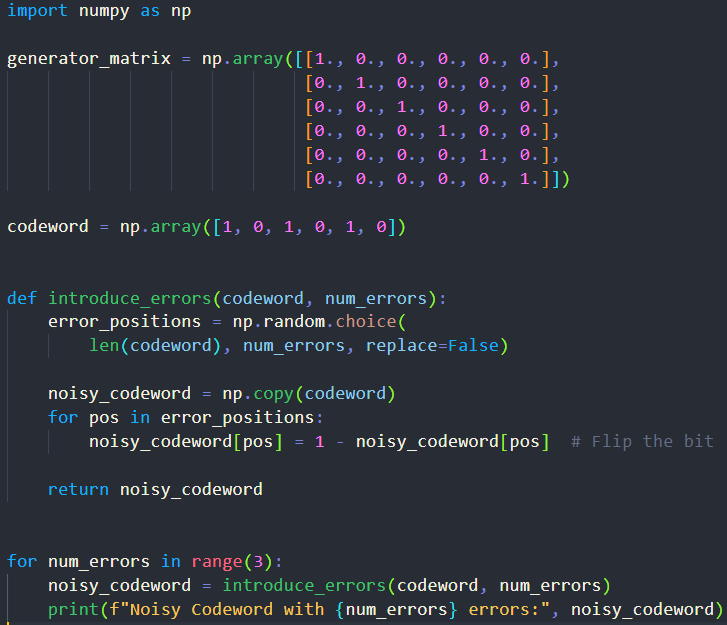 import numpy as np
generator_matrix = np.array([[1., 0., 0., 0., 0., 0.],
[0., 1., 0., 0., 0., 0.],
[0., 0., 1., 0., 0., 0.],
[0., 0., 0., 1., 0., 0.],
[0., 0., 0., 0., 1., 0.],
[0., 0., 0., 0., 0., 1.]])
codeword = np.array([1, 0, 1, 0, 1, 0])
def introduce_errors(codeword, num_errors):
error_positions = np.random.choice(
len(codeword), num_errors, replace=False)
noisy_codeword = np.copy(codeword)
for pos in error_positions:
noisy_codeword[pos] = 1 - noisy_codeword[pos]  # Flip the bit
return noisy_codeword
for num_errors in range(3):
noisy_codeword = introduce_errors(codeword, num_errors)
print(f"Noisy Codeword with {num_errors} errors:", noisy_codeword)